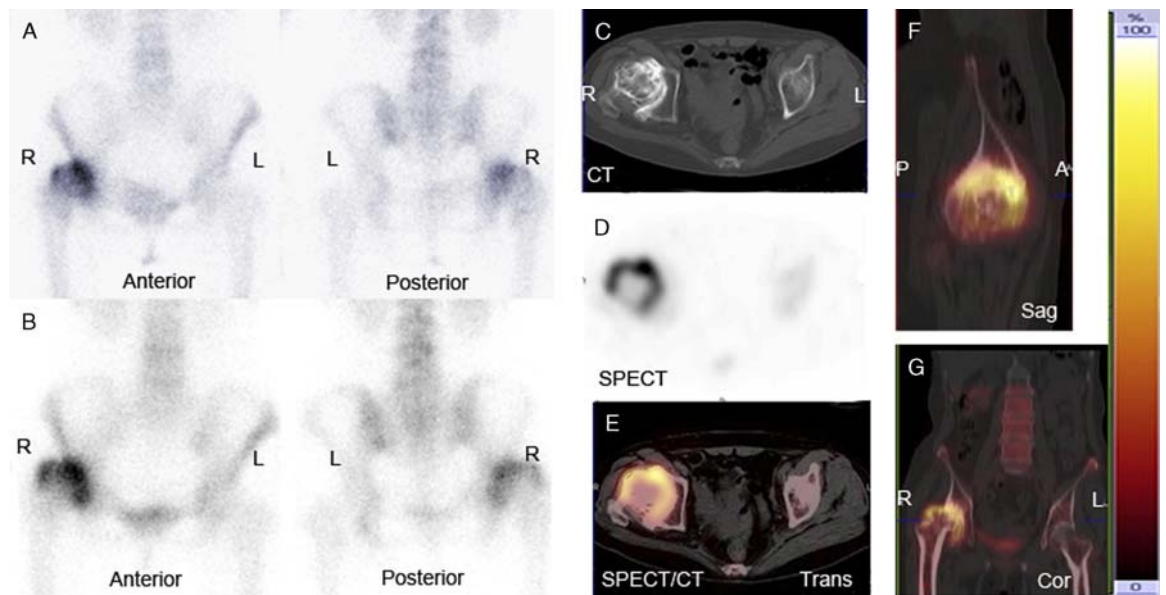 A
R
L
L
R
Anterior
Posterior
B
R
L
L
R
Anterior
Posterior
C
R
L
CT
D
SPECT
E
SPECT/CT
Trans
F
P
A
Sag
G
R
L
Cor
%
100
0